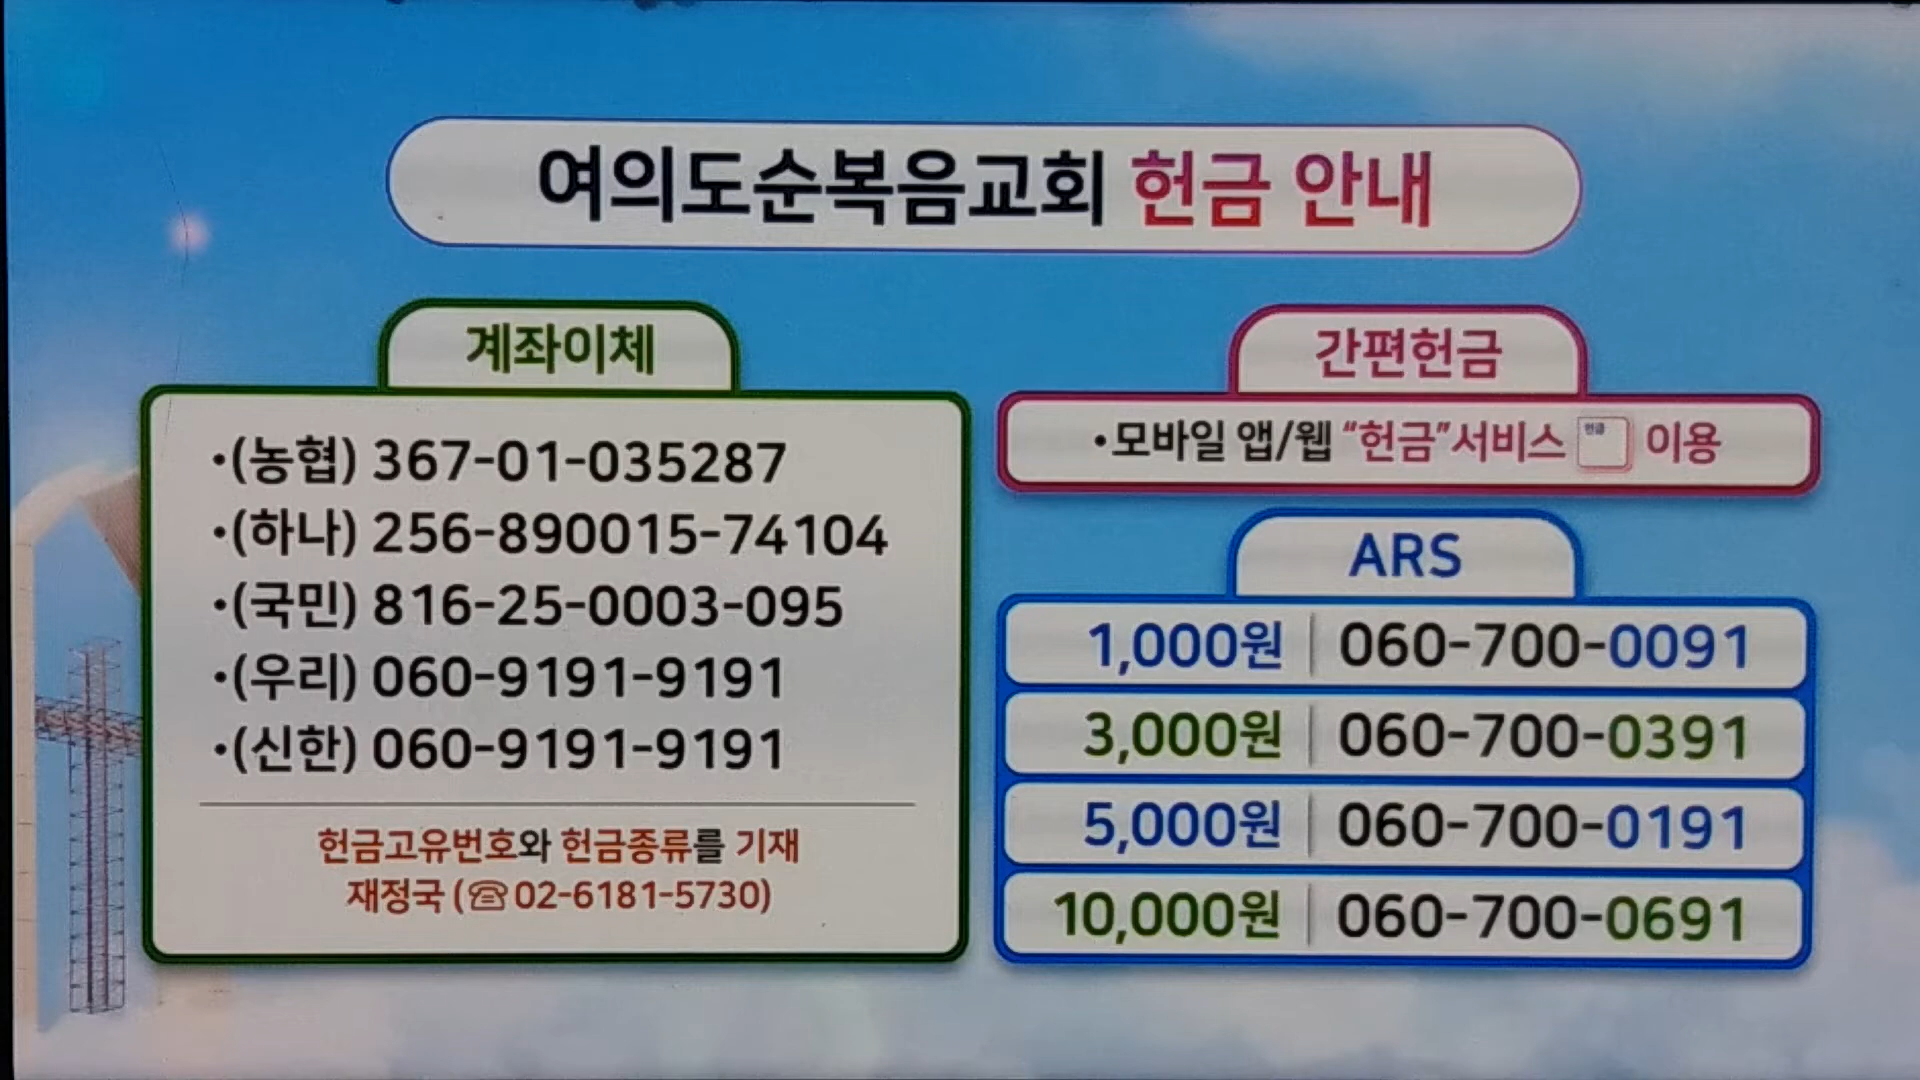 여의도순복음교회 헌금 안내
계좌이체
•(농협) 367-01-035287
•(하나) 256-890015-74104
•(국민) 816-25-0003-095
•(우리) 060-9191-9191
•(신한) 060-9191-9191
헌금고유번호와 헌금종류를 기재
재정국 (☎02-6181-5730)
간편헌금
•모바일 앱/웹 “헌금”서비스 헌금 이용
ARS
1,000원 | 060-700-0091
3,000원 | 060-700-0391
5,000원 | 060-700-0191
10,000원 | 060-700-0691